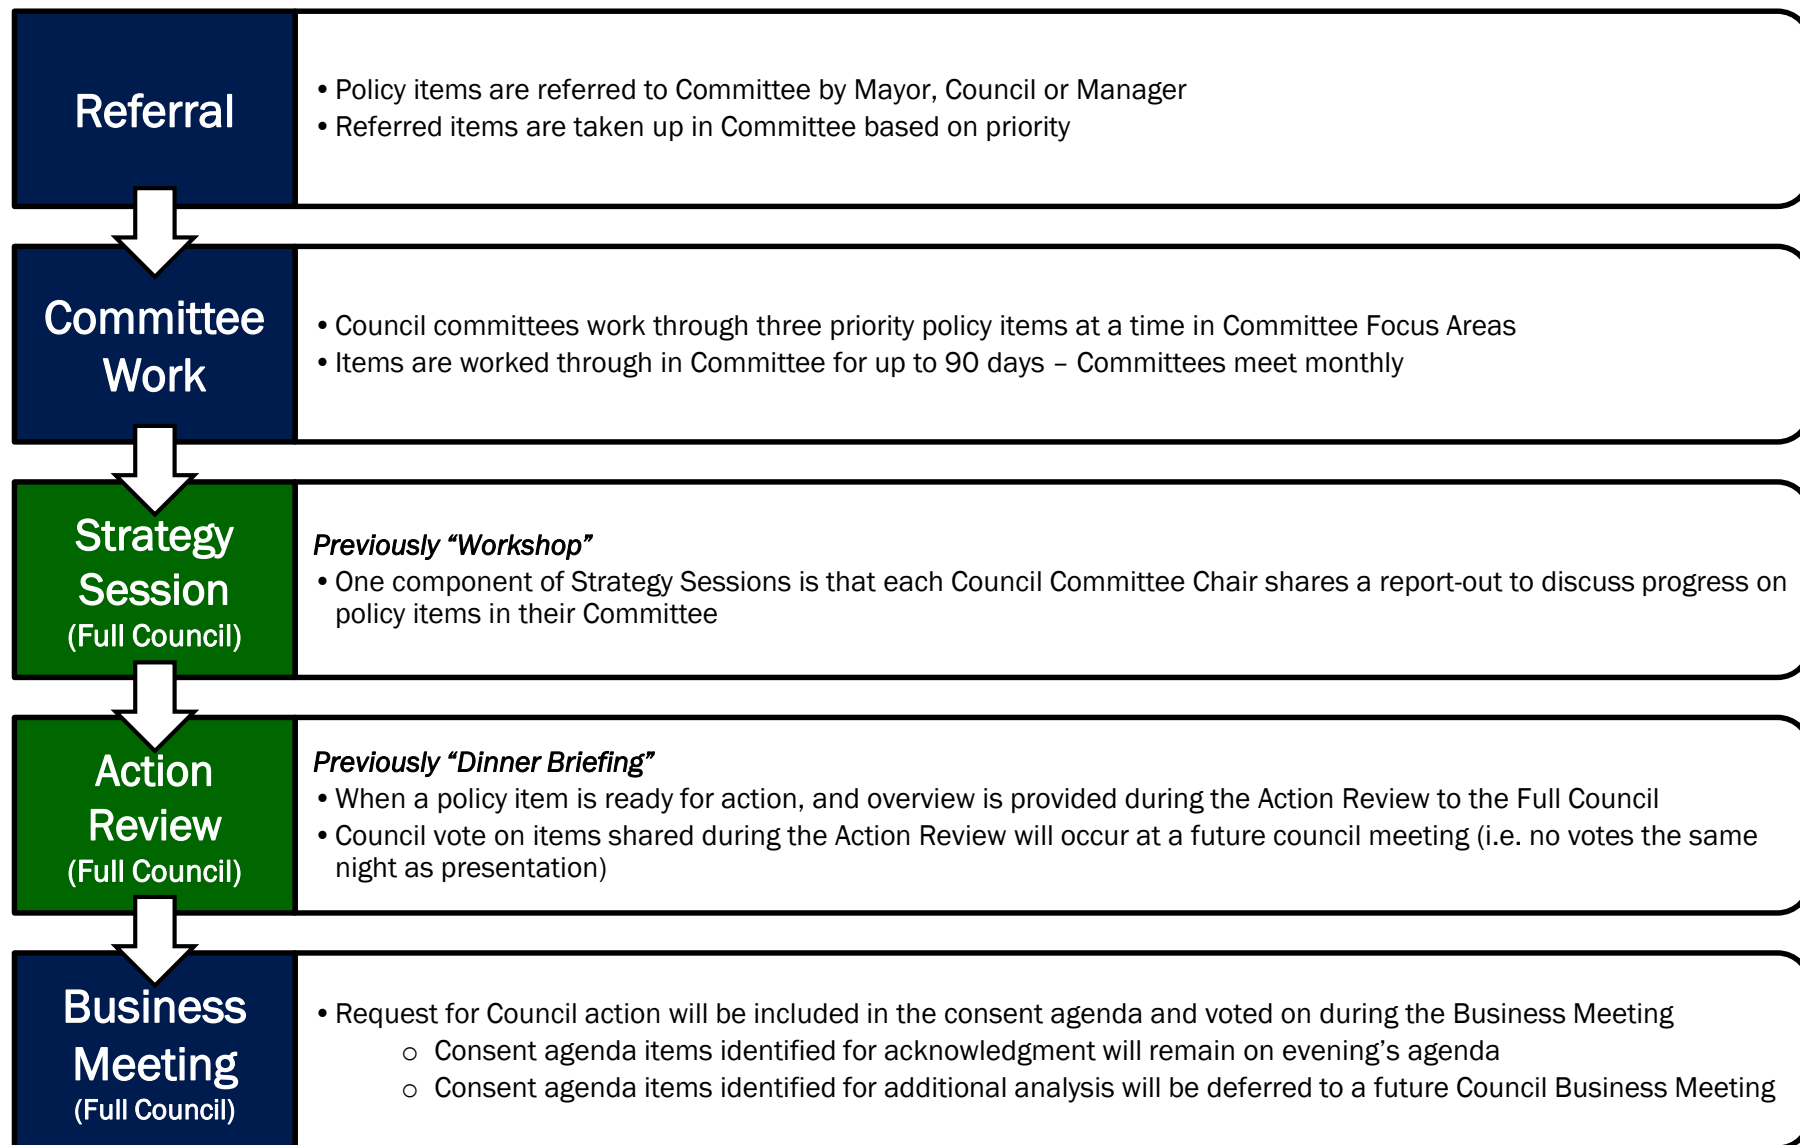 Referral
• Policy items are referred to Committee by Mayor, Council or Manager
• Referred items are taken up in Committee based on priority
Committee
Work
• Council committees work through three priority policy items at a time in Committee Focus Areas
• Items are worked through in Committee for up to 90 days – Committees meet monthly
Strategy
Session
(Full Council)
Previously “Workshop”
• One component of Strategy Sessions is that each Council Committee Chair shares a report-out to discuss progress on
policy items in their Committee
Action
Review
(Full Council)
Previously “Dinner Briefing”
• When a policy item is ready for action, and overview is provided during the Action Review to the Full Council
• Council vote on items shared during the Action Review will occur at a future council meeting (i.e. no votes the same
night as presentation)
Business
Meeting
(Full Council)
• Request for Council action will be included in the consent agenda and voted on during the Business Meeting
o Consent agenda items identified for acknowledgment will remain on evening’s agenda
o Consent agenda items identified for additional analysis will be deferred to a future Council Business Meeting